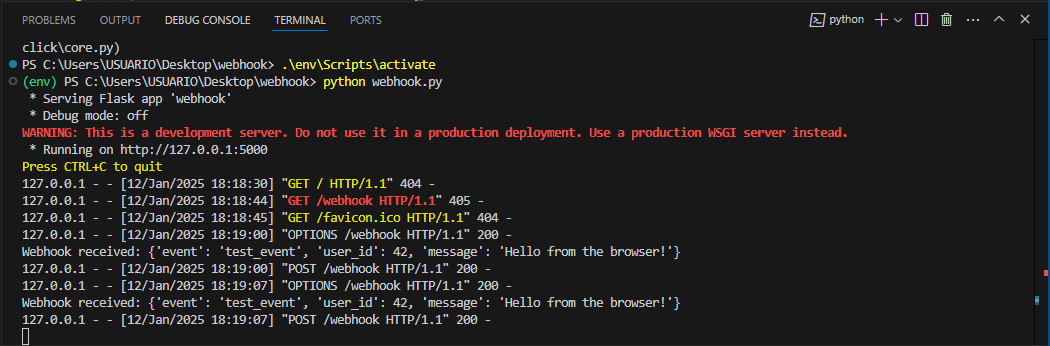 PROBLEMS OUTPUT DEBUG CONSOLE TERMINAL PORTS python
click\core.py)
PS C:\Users\USUARIO\Desktop\webhook> .\env\Scripts\activate
(env) PS C:\Users\USUARIO\Desktop\webhook> python webhook.py
* Serving Flask app 'webhook'
* Debug mode: off
WARNING: This is a development server. Do not use it in a production deployment. Use a production WSGI server instead.
* Running on http://127.0.0.1:5000
Press CTRL+C to quit
127.0.0.1 - - [12/Jan/2025 18:18:30] "GET / HTTP/1.1" 404 -
127.0.0.1 - - [12/Jan/2025 18:18:44] "GET /webhook HTTP/1.1" 405 -
127.0.0.1 - - [12/Jan/2025 18:18:45] "GET /favicon.ico HTTP/1.1" 404 -
127.0.0.1 - - [12/Jan/2025 18:19:00] "OPTIONS /webhook HTTP/1.1" 200 -
Webhook received: {'event': 'test_event', 'user_id': 42, 'message': 'Hello from the browser!'}
127.0.0.1 - - [12/Jan/2025 18:19:00] "POST /webhook HTTP/1.1" 200 -
127.0.0.1 - - [12/Jan/2025 18:19:07] "OPTIONS /webhook HTTP/1.1" 200 -
Webhook received: {'event': 'test_event', 'user_id': 42, 'message': 'Hello from the browser!'}
127.0.0.1 - - [12/Jan/2025 18:19:07] "POST /webhook HTTP/1.1" 200 -